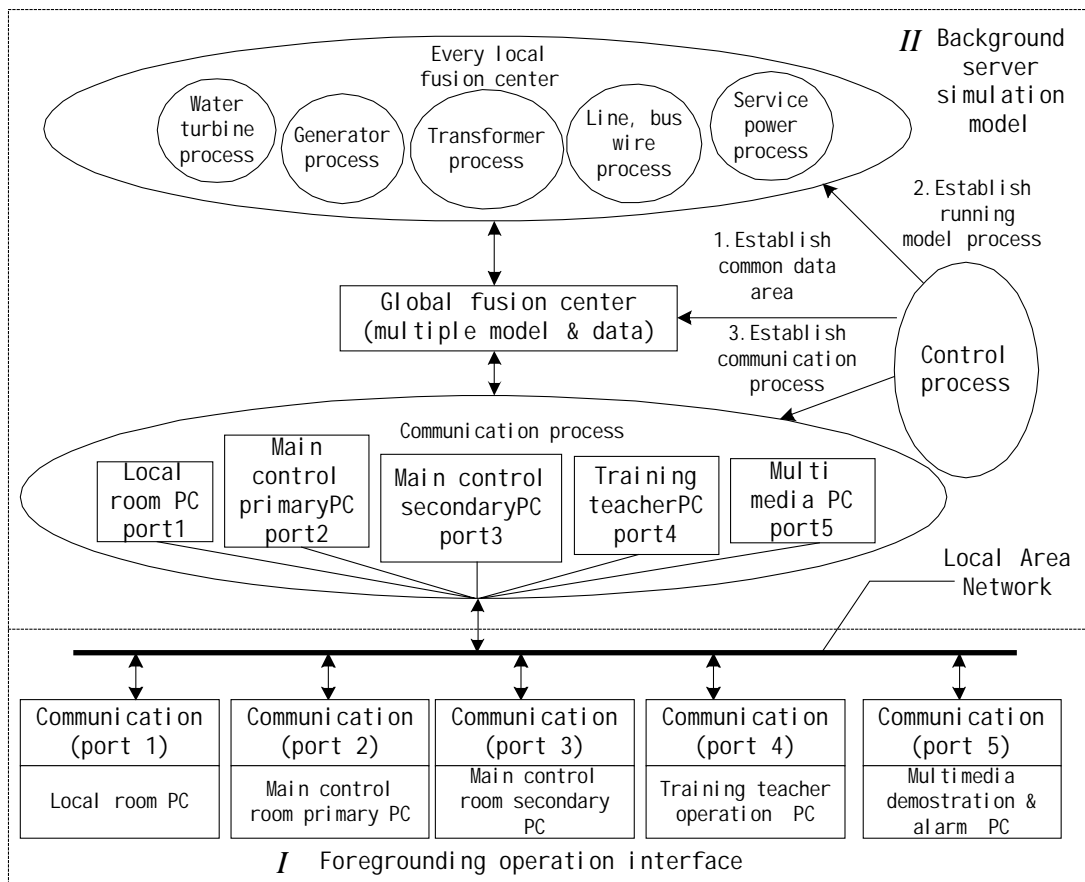 II Background
server
simulation
model
Every local
fusion center
Water
turbine
process
Generator
process
Transformer
process
Line, bus
wire
process
Service
power
process
2.Establish
running
model process
1.Establish
common data
area
Global fusion center
(multiple model & data)
3.Establish
communication
process
Control
process
Communication process
Local
room PC
port1
Main
control
primaryPC
port2
Main control
secondaryPC
port3
Training
teacherPC
port4
Multi
media PC
port5
Local Area
Network
Communication
(port 1)
Local room PC
Communication
(port 2)
Main control
room primary PC
Communication
(port 3)
Main control
room secondary
PC
Communication
(port 4)
Training teacher
operation PC
Communication
(port 5)
Multimedia
demostration &
alarm PC
I Foregrounding operation interface